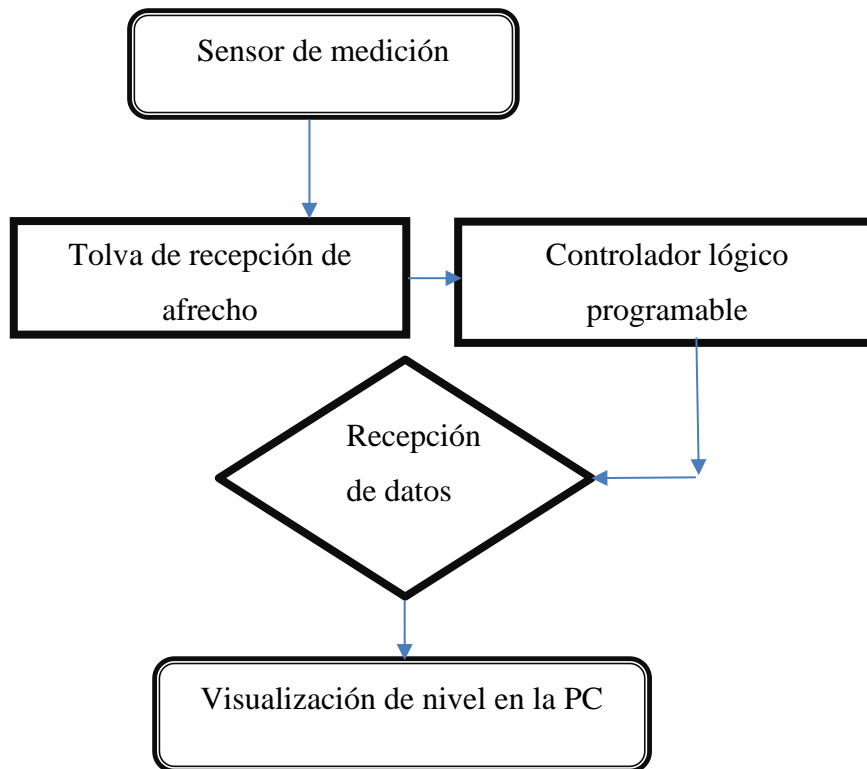 Sensor de medición
Tolva de recepción de
afrecho
Controlador lógico
programable
Recepción
de datos
Visualización de nivel en la PC